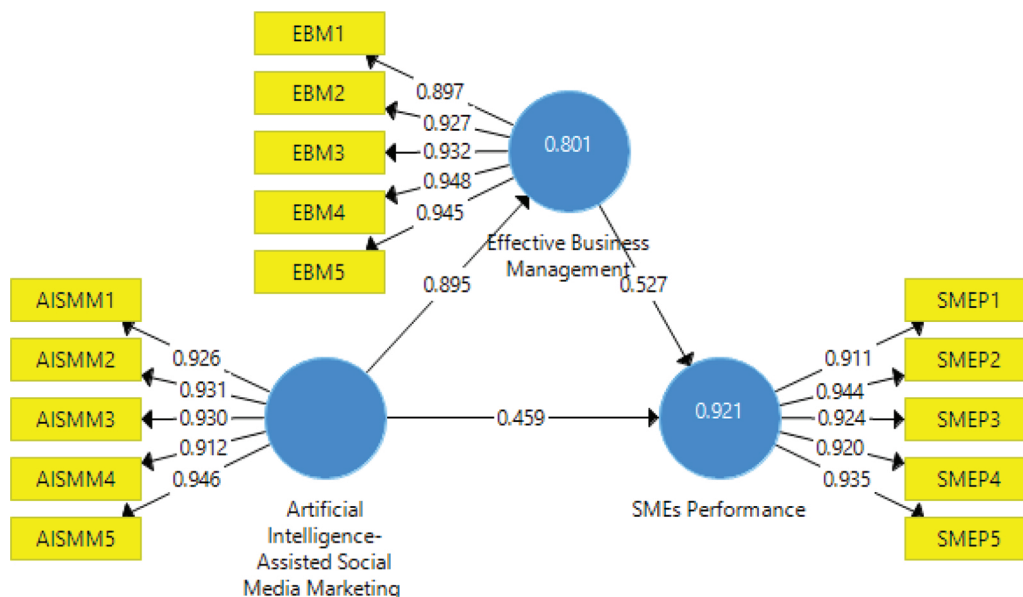 EBM1
EBM2
EBM3
EBM4
EBM5
0.897
0.927
0.932
0.948
0.945
0.801
Effective Business
Management
0.895
0.527
AISMM1
AISMM2
AISMM3
AISMM4
AISMM5
0.926
0.931
0.930
0.912
0.946
Artificial
Intelligence-
Assisted Social
Media Marketing
0.459
0.921
SMEs Performance
0.911
0.944
0.924
0.920
0.935
SMEP1
SMEP2
SMEP3
SMEP4
SMEP5